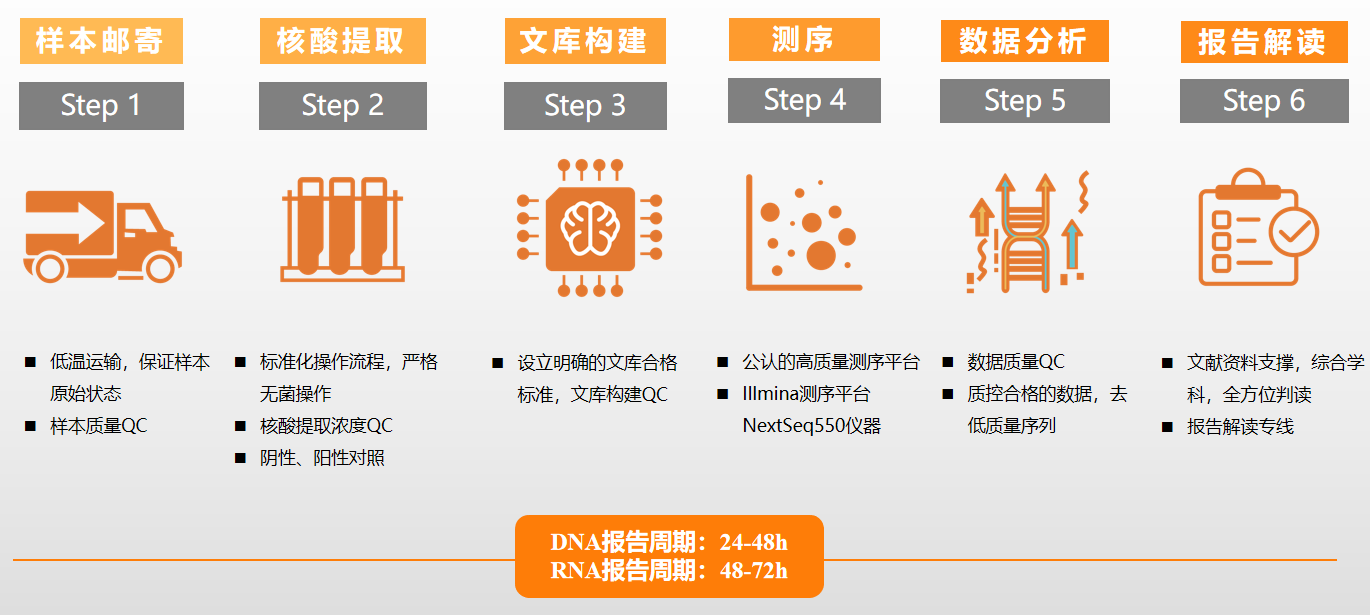 样本邮寄
Step 1
■ 低温运输，保证样本
原始状态
■ 样本质量QC
核酸提取
Step 2
■ 标准化操作流程，严格
无菌操作
■ 核酸提取浓度QC
■ 阴性、阳性对照
文库构建
Step 3
■ 设立明确的文库合格
标准，文库构建QC
测序
Step 4
■ 公认的高质量测序平台
■ Illmina测序平台
NextSeq550仪器
数据分析
Step 5
■ 数据质量QC
■ 质控合格的数据，去
低质量序列
报告解读
Step 6
■ 文献资料支撑，综合学
科，全方位判读
■ 报告解读专线
DNA报告周期：24-48h
RNA报告周期：48-72h